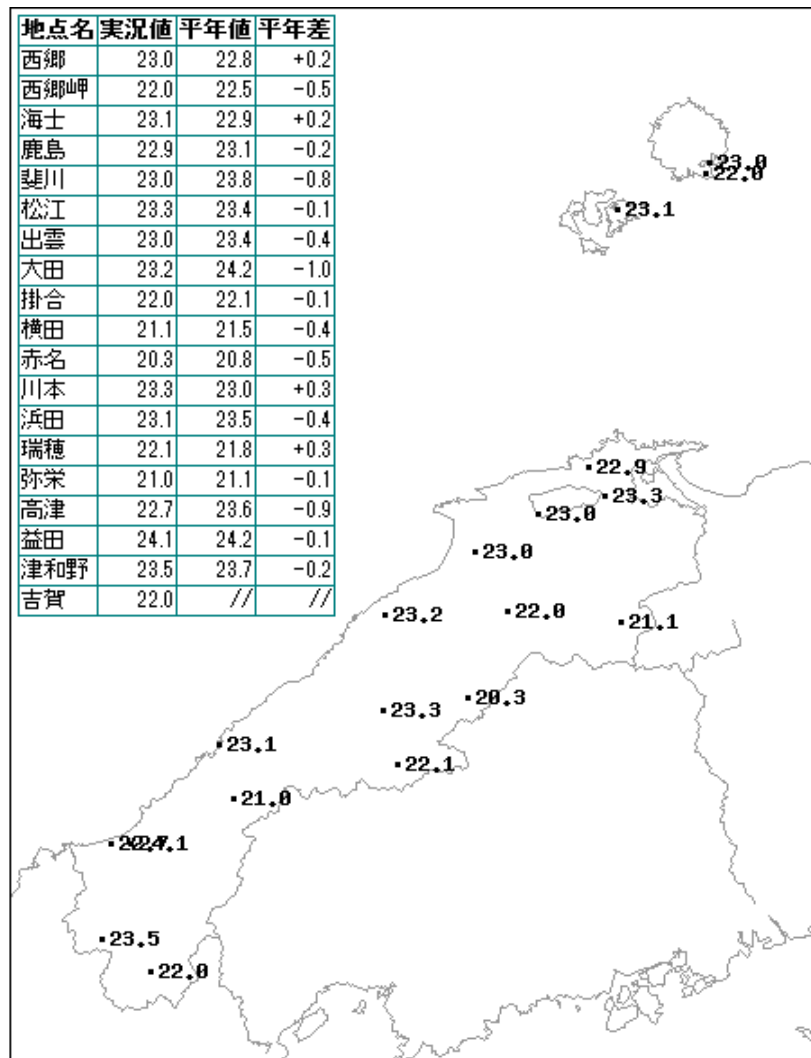 地点名 実況値 平年値 平年差
西郷 23.0 22.8 +0.2
西郷岬 22.0 22.5 -0.5
海士 23.1 22.9 +0.2
鹿島 22.9 23.1 -0.2
斐川 23.0 23.8 -0.8
松江 23.3 23.4 -0.1
出雲 23.0 23.4 -0.4
大田 23.2 24.2 -1.0
掛合 22.0 22.1 -0.1
横田 21.1 21.5 -0.4
赤名 20.3 20.8 -0.5
川本 23.3 23.0 +0.3
浜田 23.1 23.5 -0.4
瑞穂 22.1 21.8 +0.3
弥栄 21.0 21.1 -0.1
高津 22.7 23.6 -0.9
益田 24.1 24.2 -0.1
津和野 23.5 23.7 -0.2
吉賀 22.0 // //
23.0
22.0
23.1
22.9
23.3
23.0
23.0
23.2
22.0
21.1
20.3
23.3
23.1
22.1
21.0
23.5
22.0